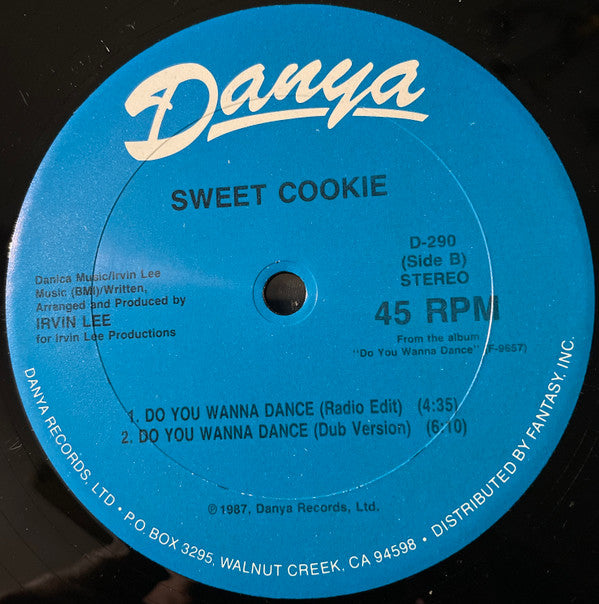 Danya
SWEET COOKIE
D-290
(Side B)
STEREO
45 RPM
From the album
"Do You Wanna Dance" (F-9657)
Danica Music/Irvin Lee
Music (BMI)/Written,
Arranged and Produced by
IRVIN LEE
for Irvin Lee Productions
1. DO YOU WANNA DANCE (Radio Edit) (4:35)
2. DO YOU WANNA DANCE (Dub Version) (6:10)
℗1987, Danya Records, Ltd.
DANYA RECORDS, LTD • P.O. BOX 3295, WALNUT CREEK, CA 94598 • DISTRIBUTED BY FANTASY, INC.